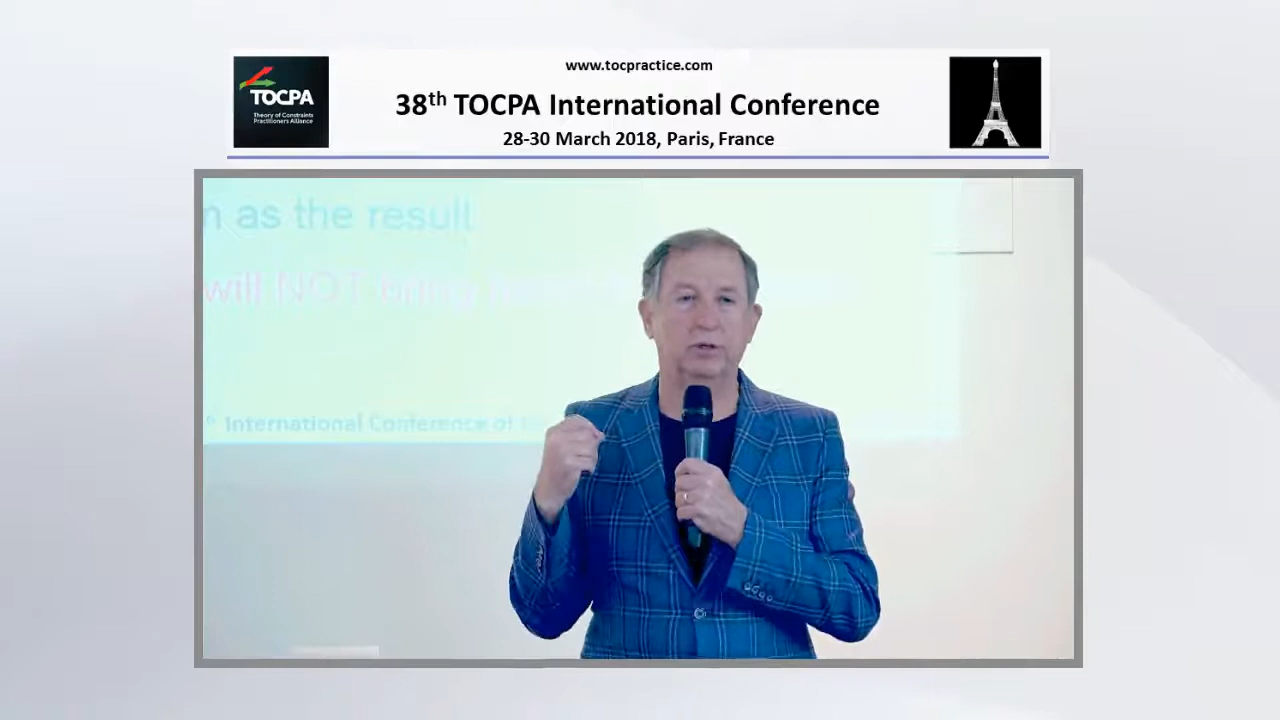 www.tocpractice.com
38th TOCPA International Conference
28-30 March 2018, Paris, France
TOCPA
Theory of Constraints
Practitioners Alliance
as the result
will NOT bring
International Conference of